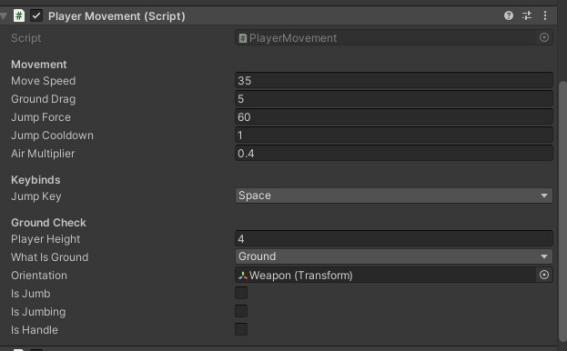 Player Movement (Script)
Script PlayerMovement
Movement
Move Speed 35
Ground Drag 5
Jump Force 60
Jump Cooldown 1
Air Multiplier 0.4
Keybinds
Jump Key Space
Ground Check
Player Height 4
What Is Ground Ground
Orientation Weapon (Transform)
Is Jumb
Is Jumbing
Is Handle